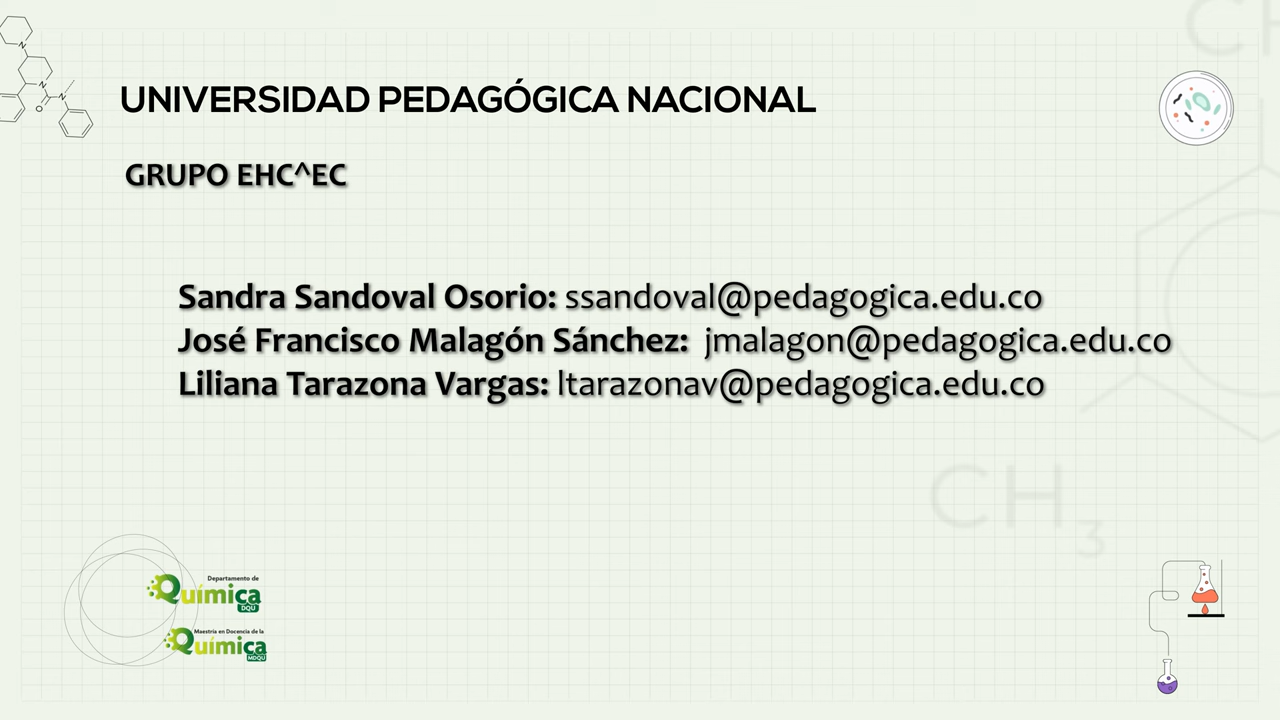 UNIVERSIDAD PEDAGÓGICA NACIONAL
GRUPO EHC^EC
Sandra Sandoval Osorio: ssandoval@pedagogica.edu.co
José Francisco Malagón Sánchez: jmalagon@pedagogica.edu.co
Liliana Tarazona Vargas: ltarazonav@pedagogica.edu.co
CH
CH3
N
N
N
O
Departamento de
Química
DQU
Maestría en Docencia de la
Química
MDQU